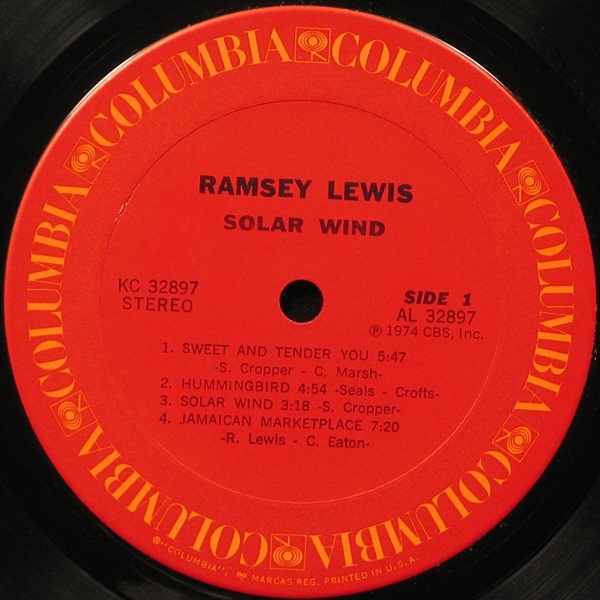 COLUMBIA COLUMBIA COLUMBIA COLUMBIA COLUMBIA COLUMBIA COLUMBIA
RAMSEY LEWIS
SOLAR WIND
KC 32897
STEREO
SIDE 1
AL 32897
℗ 1974 CBS, Inc.
1. SWEET AND TENDER YOU 5:47
-S. Cropper - C. Marsh-
2. HUMMINGBIRD 4:54 -Seals - Crofts-
3. SOLAR WIND 3:18 -S. Cropper-
4. JAMAICAN MARKETPLACE 7:20
-R. Lewis - C. Eaton-
®"COLUMBIA", MARCAS REG. PRINTED IN U.S.A.